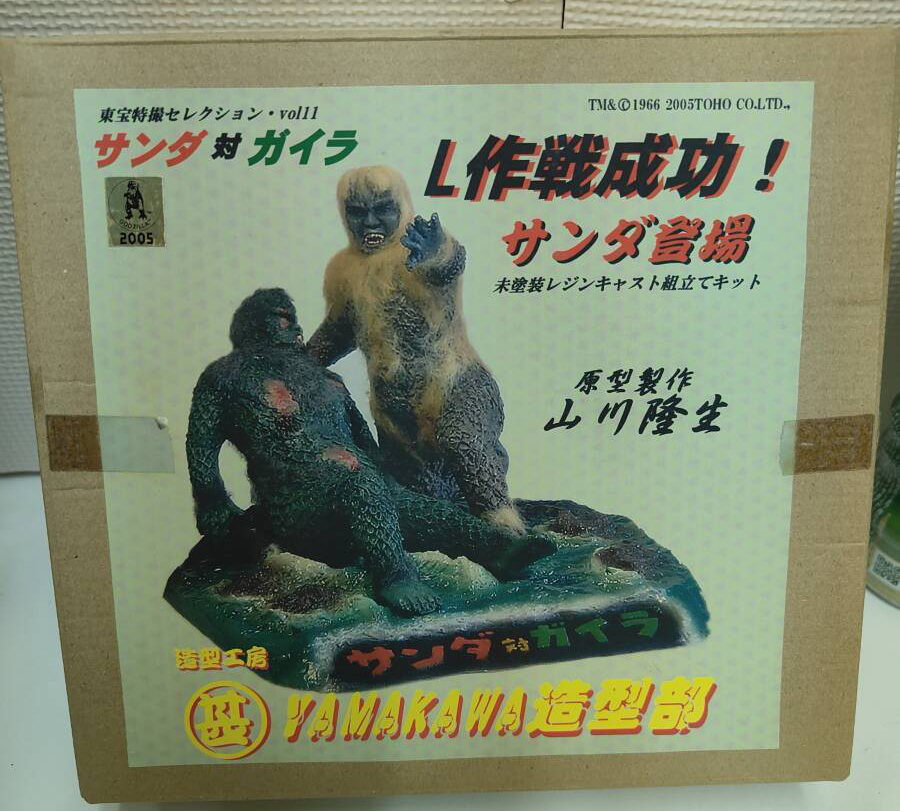 東宝特撮セレクション・vol11
TM&©1966 2005TOHO CO.LTD.,
サンダ対ガイラ
L作戦成功!
GODZILLA
2005
サンダ登場
未塗装レジンキャスト組立てキット
原型製作
山川隆生
サンダ対ガイラ
造型工房
YAMAKAWA造型部